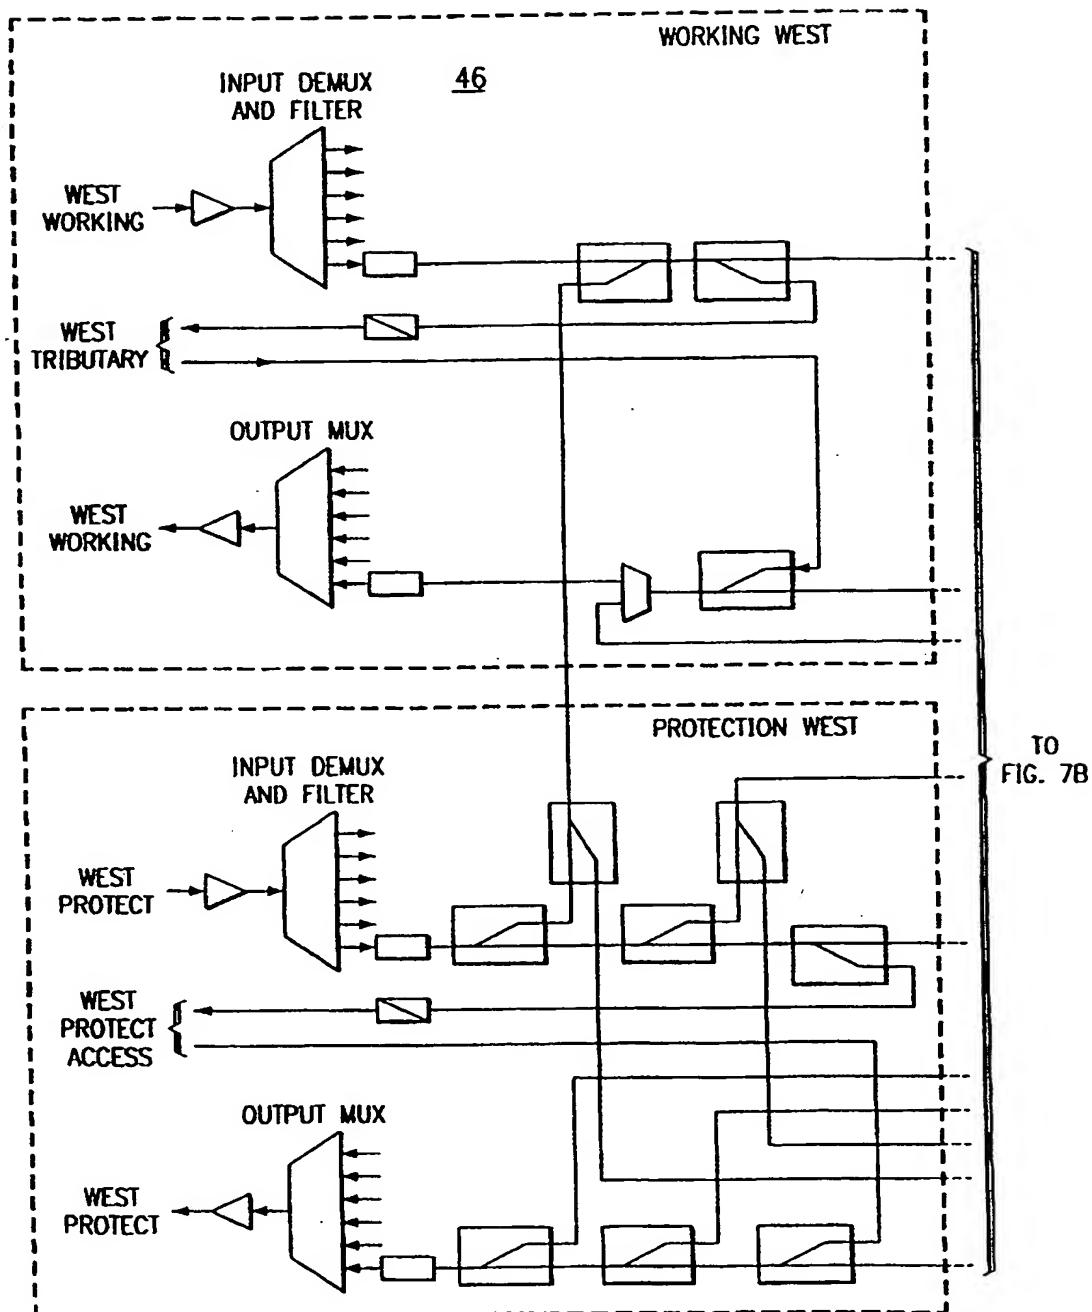 WORKING WEST
46
INPUT DEMUX
AND FILTER
WEST
WORKING
WEST
TRIBUTARY
OUTPUT MUX
WEST
WORKING
PROTECTION WEST
TO
FIG. 7B
INPUT DEMUX
AND FILTER
WEST
PROTECT
WEST
PROTECT
ACCESS
OUTPUT MUX
WEST
PROTECT